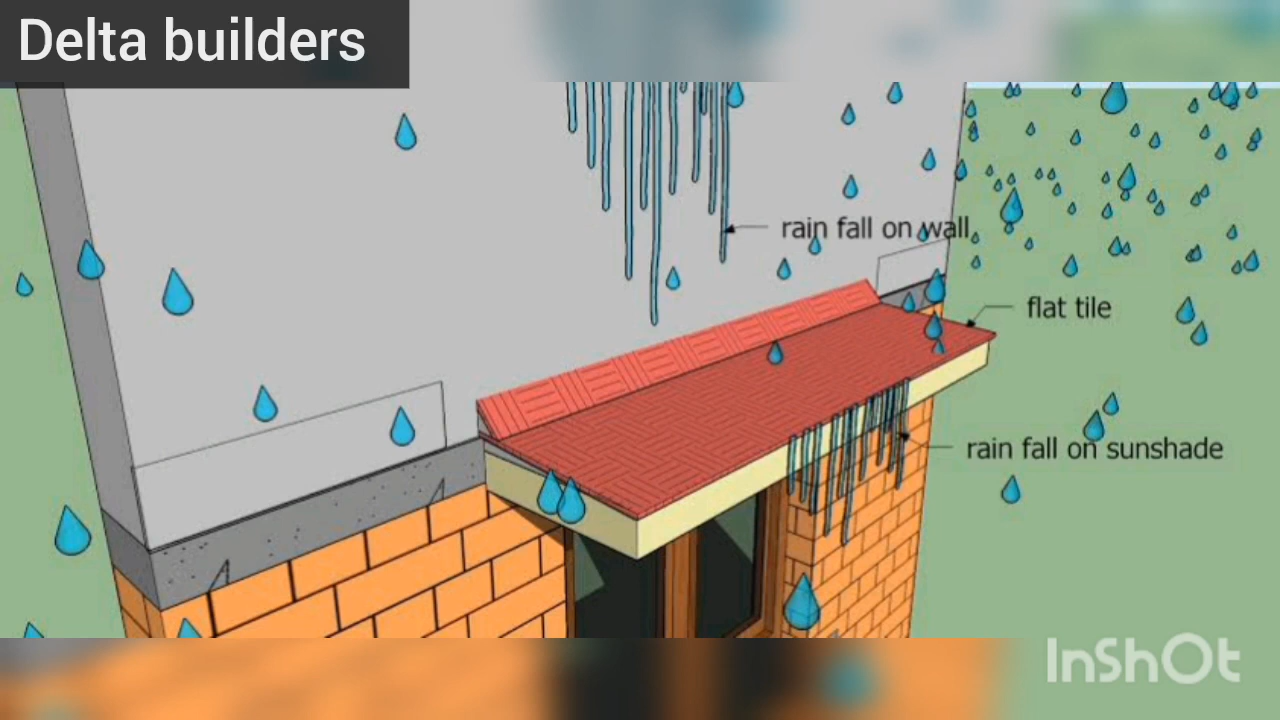 Delta builders
rain fall on wall
flat tile
rain fall on sunshade
InShOt